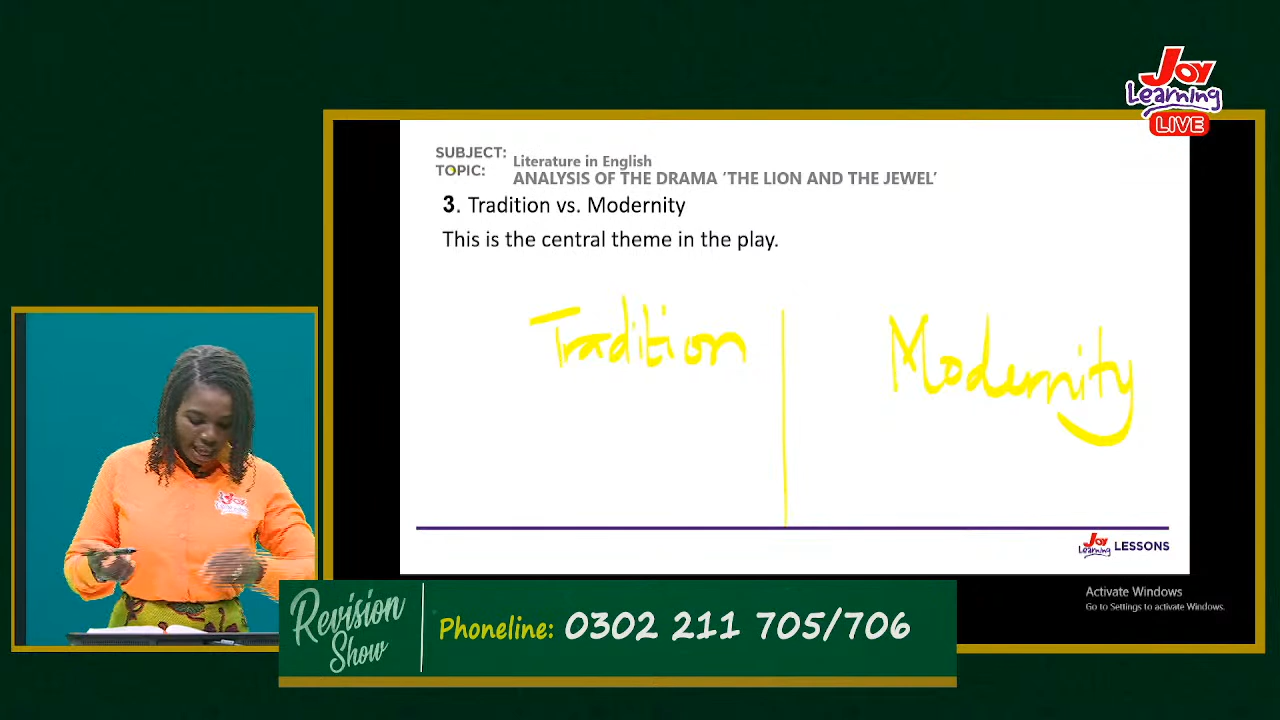 Joy
Learning
LIVE
SUBJECT: Literature in English
TOPIC: ANALYSIS OF THE DRAMA ‘THE LION AND THE JEWEL’
3. Tradition vs. Modernity
This is the central theme in the play.
Tradition
Modernity
Joy Learning LESSONS
Activate Windows
Go to Settings to activate Windows.
Revision
Show
Phoneline: 0302 211 705/706